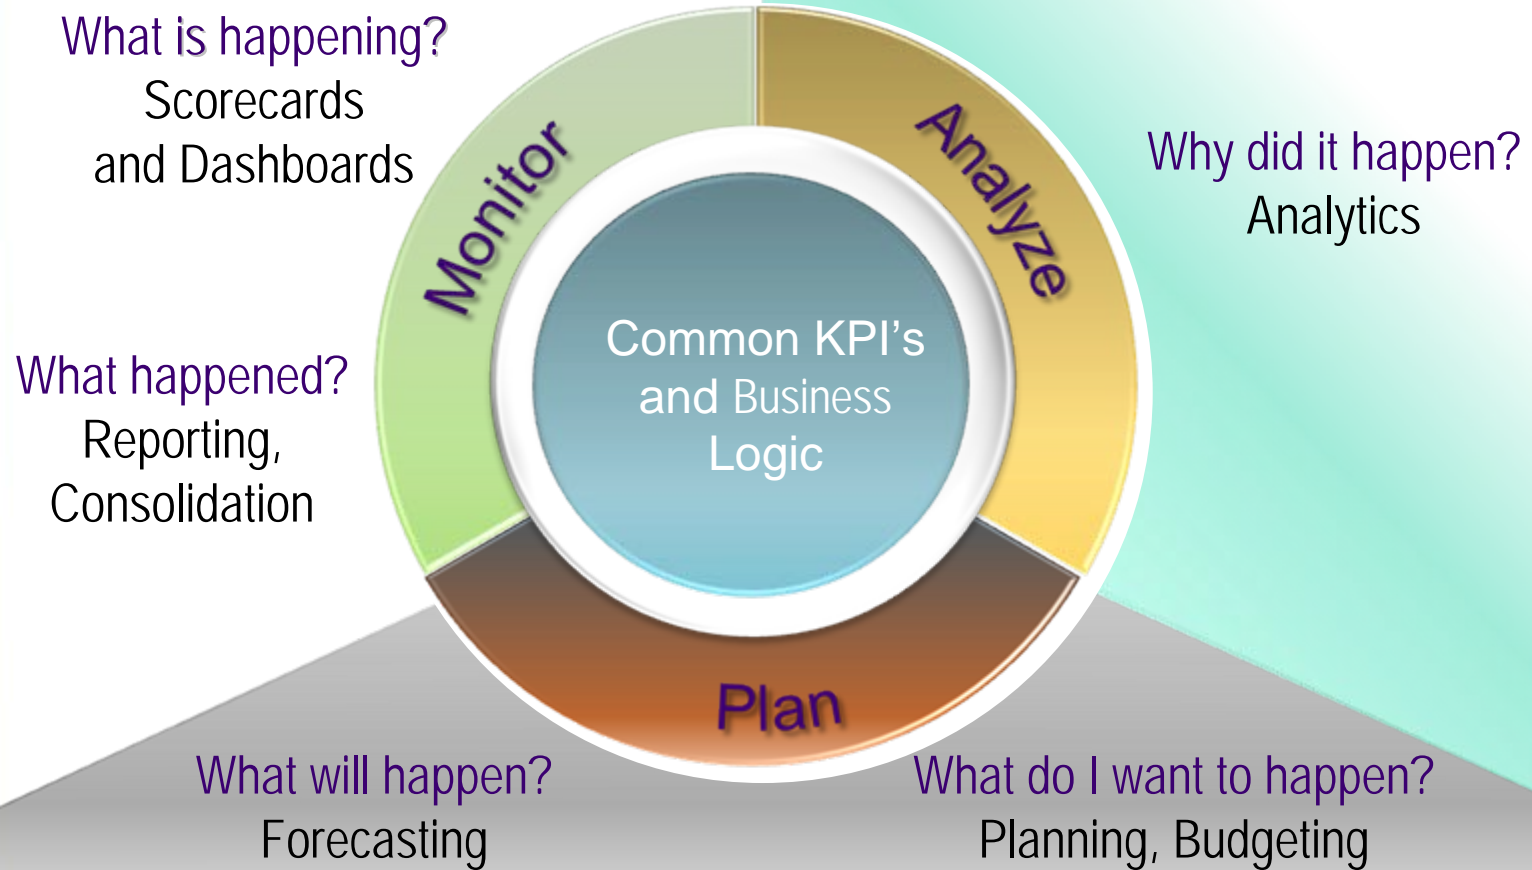 What is happening?
Scorecards
and Dashboards
Monitor
Analyze
Why did it happen?
Analytics
What happened?
Reporting,
Consolidation
Common KPI’s
and Business
Logic
Plan
What will happen?
Forecasting
What do I want to happen?
Planning, Budgeting